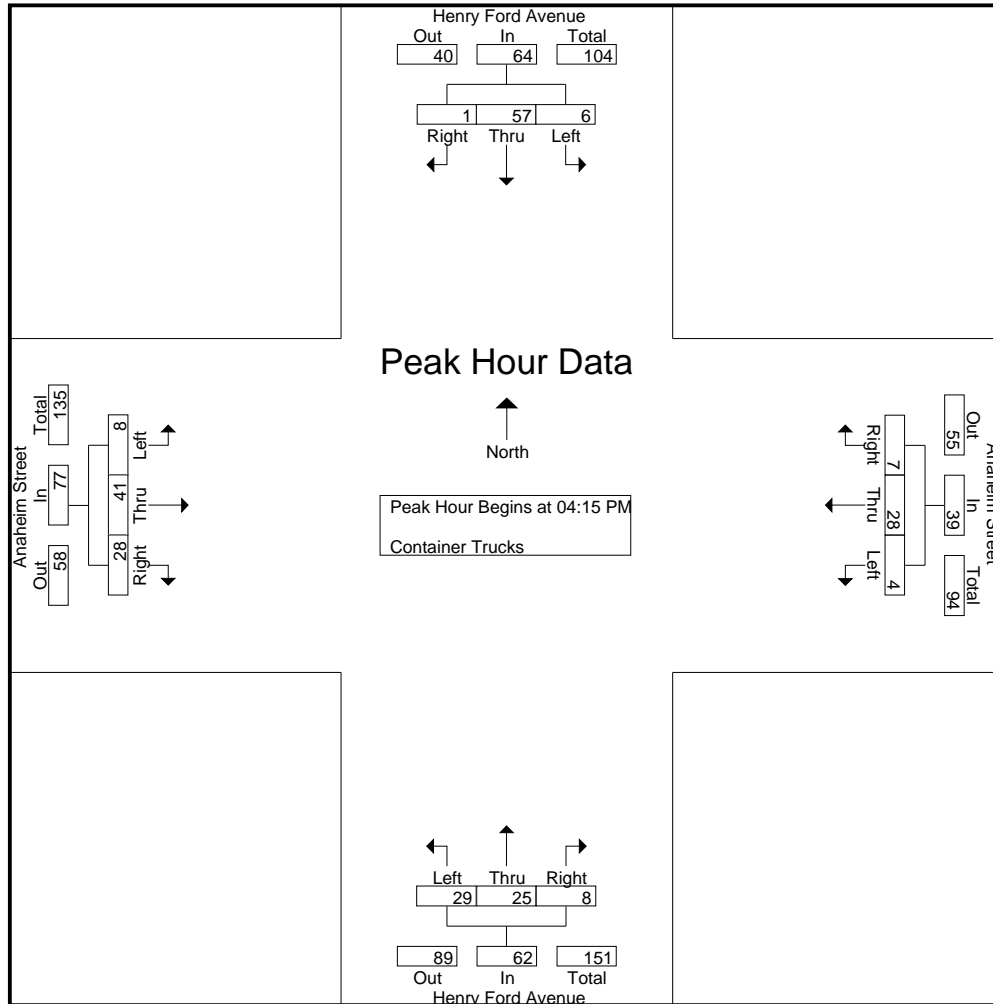 Henry Ford Avenue
Out In Total
40 64 104
1 57 6
Right Thru Left
Peak Hour Data
North
Peak Hour Begins at 04:15 PM
Container Trucks
Anaheim Street
Total In Out
135 77 58
8 41 28
Left Thru Right
Right Thru Left
7 28 4
55 39 94
Out In Total
Anaheim Street
Left Thru Right
29 25 8
89 62 151
Out In Total
Henry Ford Avenue